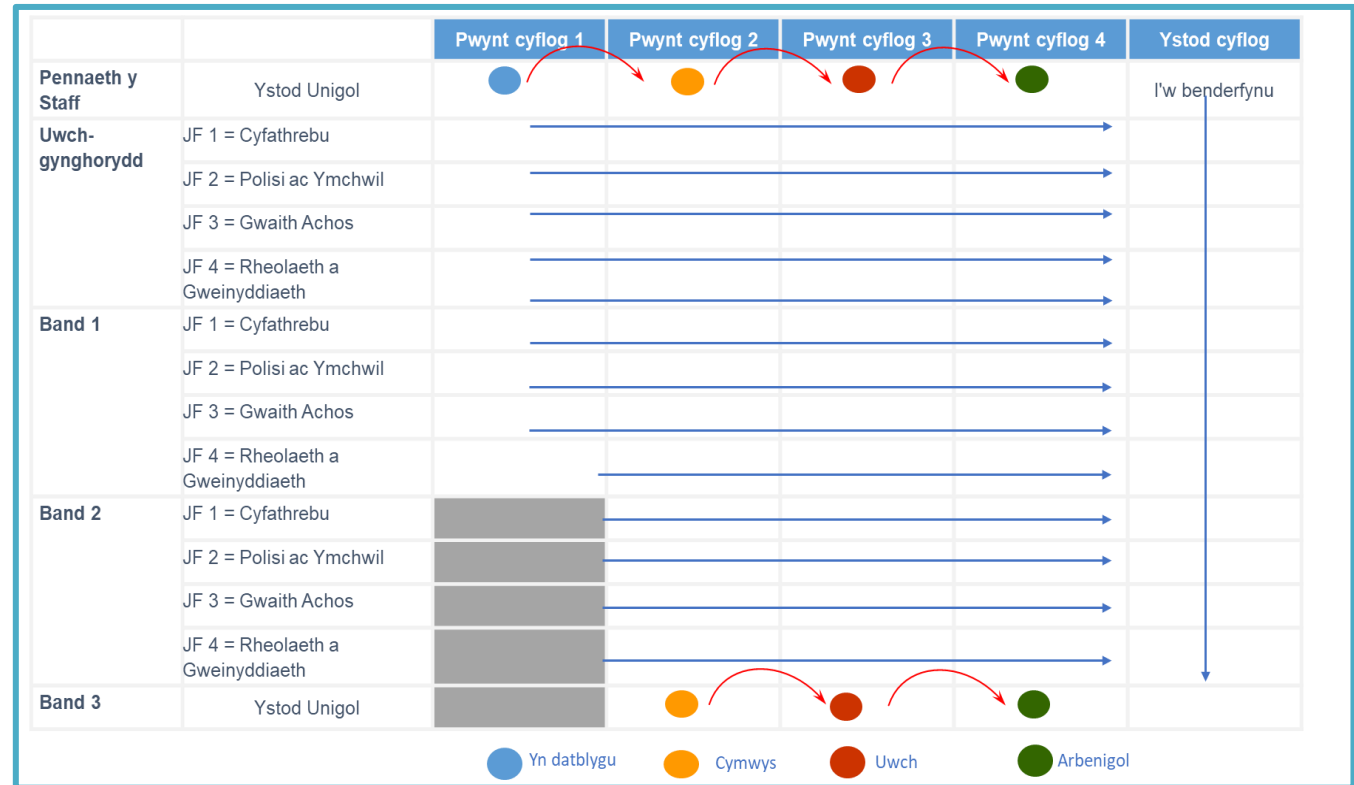 Pwynt cyflog 1 Pwynt cyflog 2 Pwynt cyflog 3 Pwynt cyflog 4 Ystod cyflog
Pennaeth y
Staff
Ystod Unigol
I'w benderfynu
Uwch-
gynghorydd
JF 1 = Cyfathrebu
JF 2 = Polisi ac Ymchwil
JF 3 = Gwaith Achos
JF 4 = Rheolaeth a
Gweinyddiaeth
Band 1
JF 1 = Cyfathrebu
JF 2 = Polisi ac Ymchwil
JF 3 = Gwaith Achos
JF 4 = Rheolaeth a
Gweinyddiaeth
Band 2
JF 1 = Cyfathrebu
JF 2 = Polisi ac Ymchwil
JF 3 = Gwaith Achos
JF 4 = Rheolaeth a
Gweinyddiaeth
Band 3
Ystod Unigol
Yn datblygu Cymwys Uwch Arbenigol